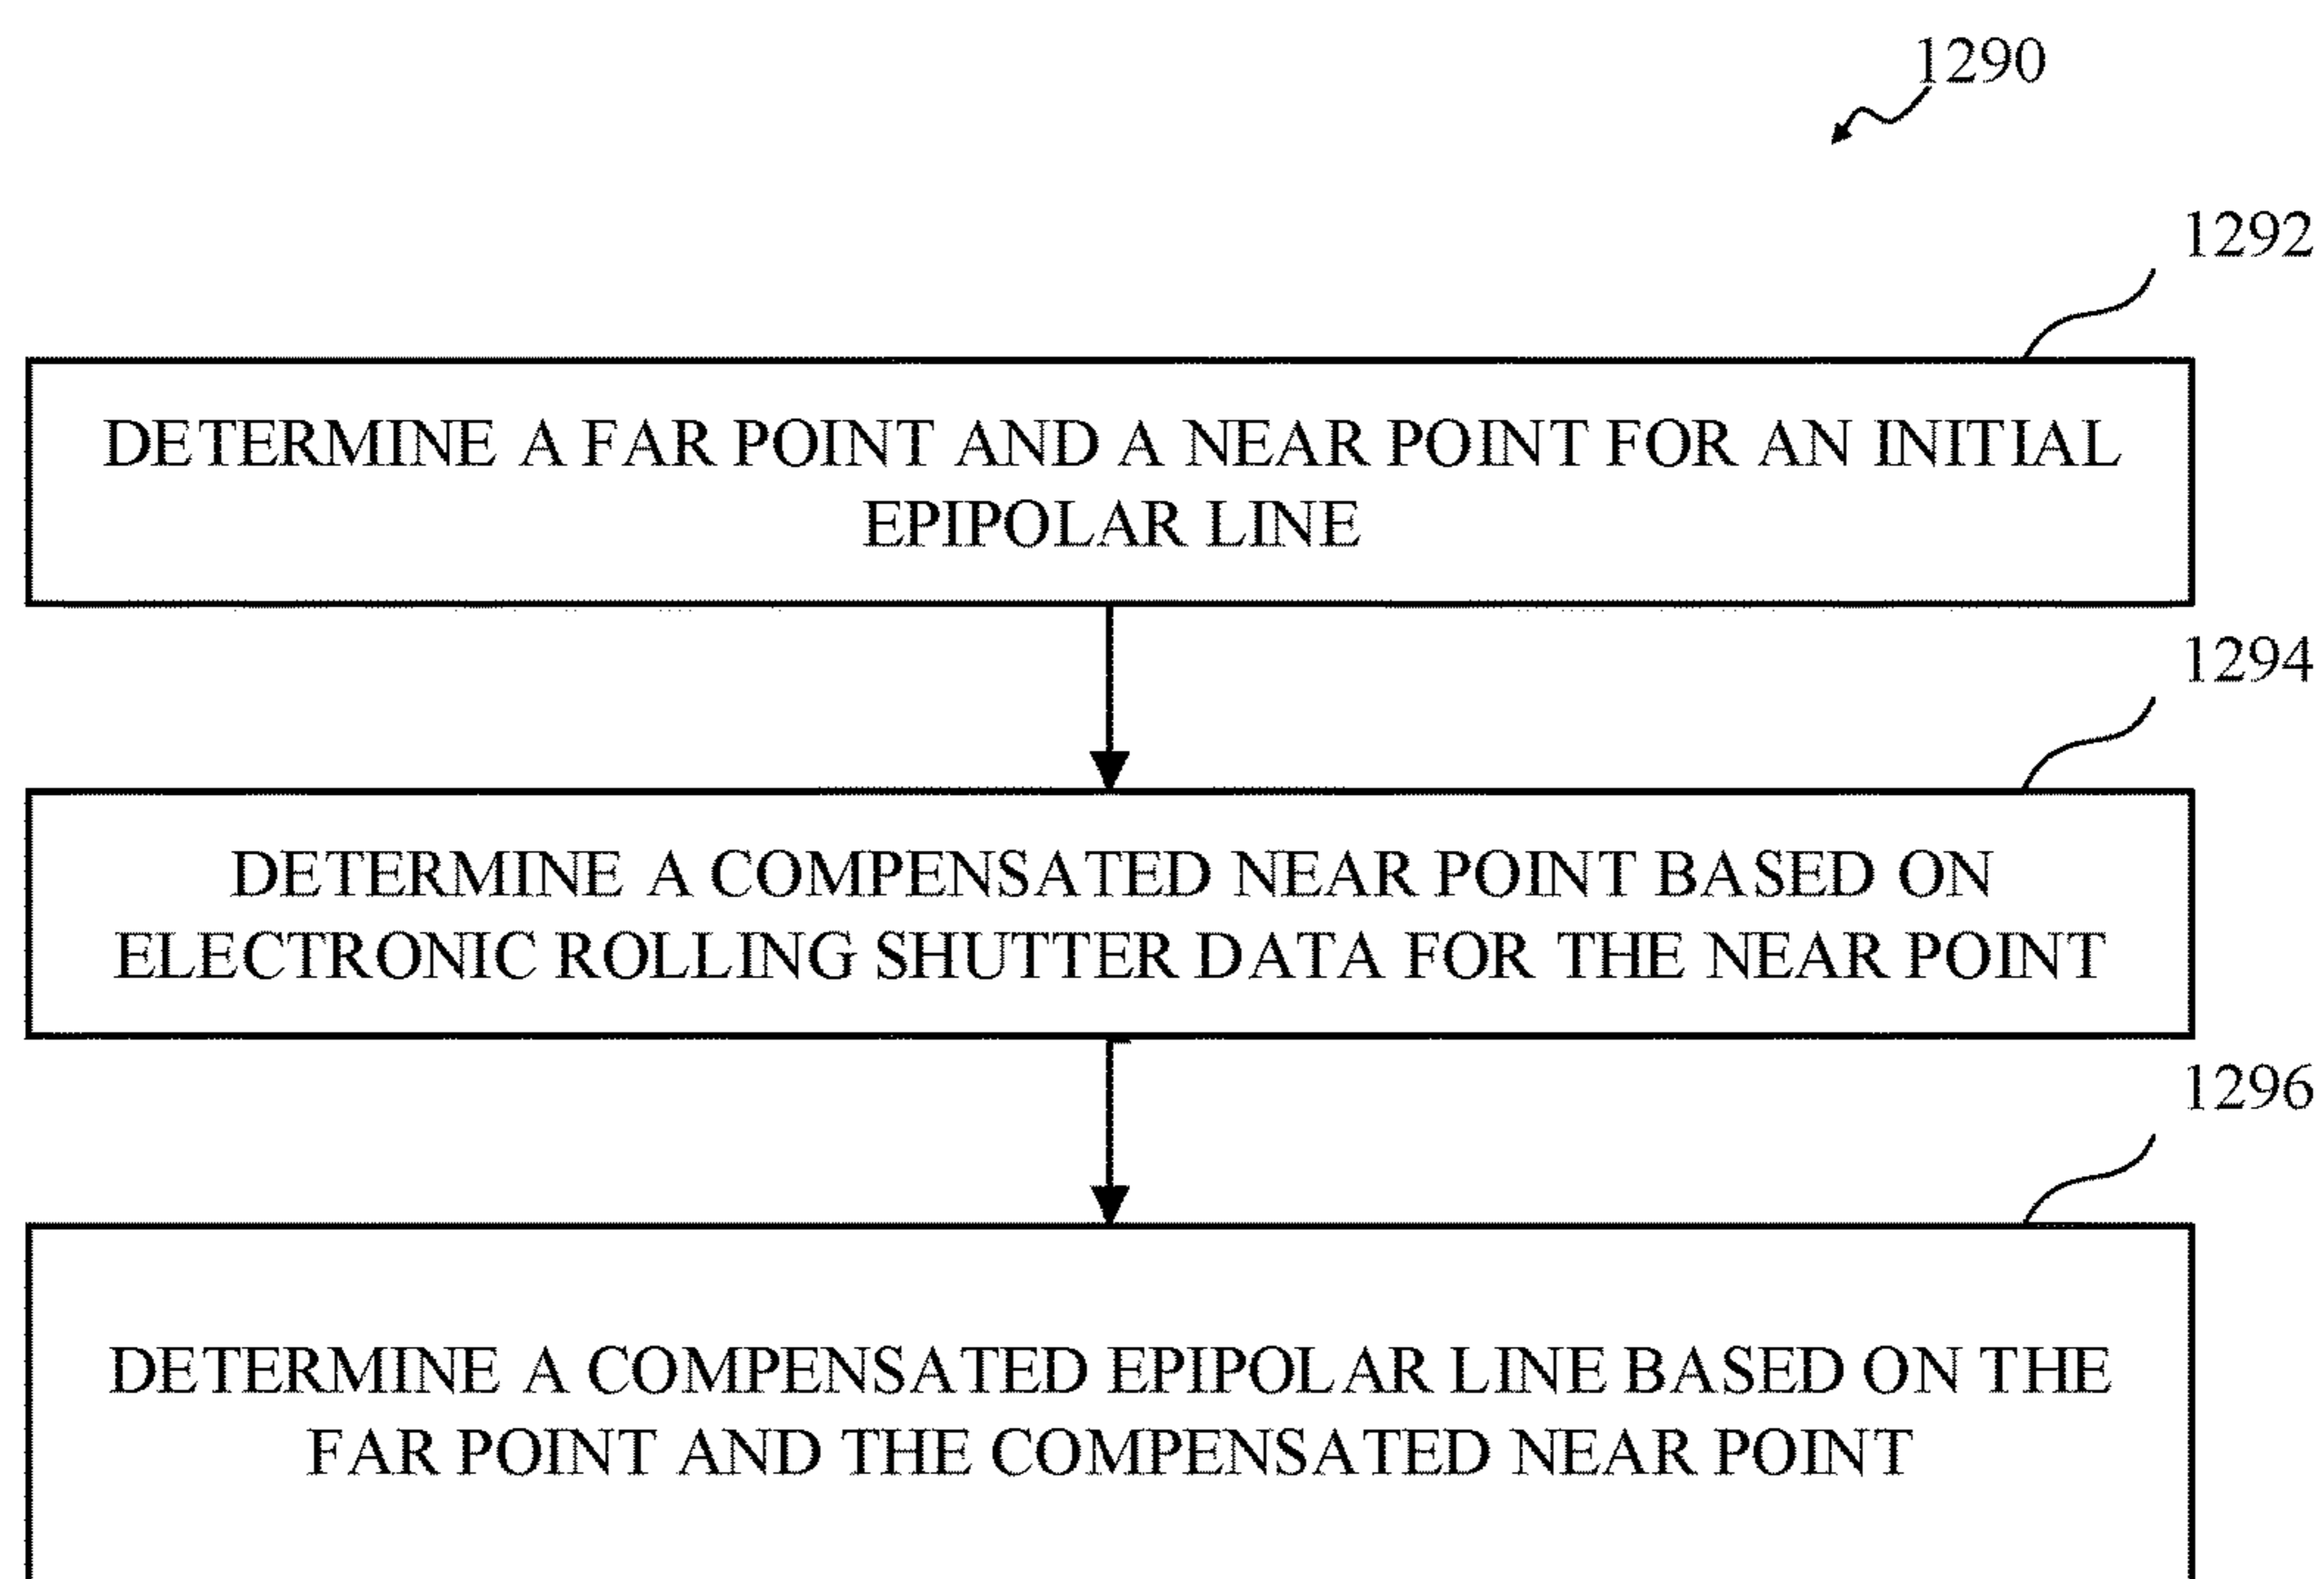 1290
1292
DETERMINE A FAR POINT AND A NEAR POINT FOR AN INITIAL
EPIPOLAR LINE
1294
DETERMINE A COMPENSATED NEAR POINT BASED ON
ELECTRONIC ROLLING SHUTTER DATA FOR THE NEAR POINT
1296
DETERMINE A COMPENSATED EPIPOLAR LINE BASED ON THE
FAR POINT AND THE COMPENSATED NEAR POINT